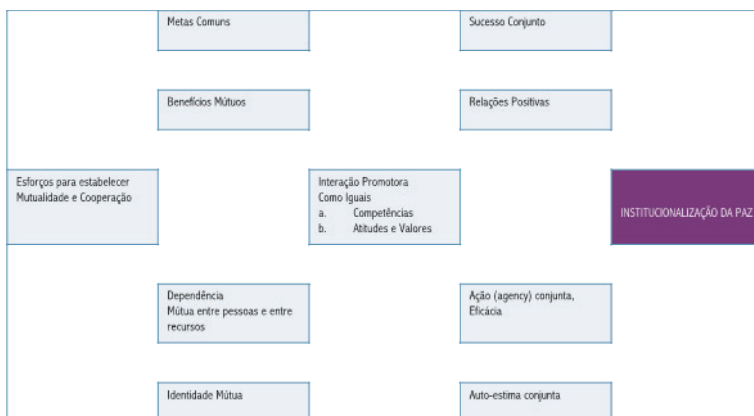 Metas Comuns
Sucesso Conjunto
Benefícios Mútuos
Relações Positivas
Esforços para estabelecer
Mutualidade e Cooperação
Interação Promotora
Como Iguais
a. Competências
b. Atitudes e Valores
INSTITUCIONALIZAÇÃO DA PAZ
Dependência
Mútua entre pessoas e entre
recursos
Ação (agency) conjunta,
Eficácia
Identidade Mútua
Auto-estima conjunta